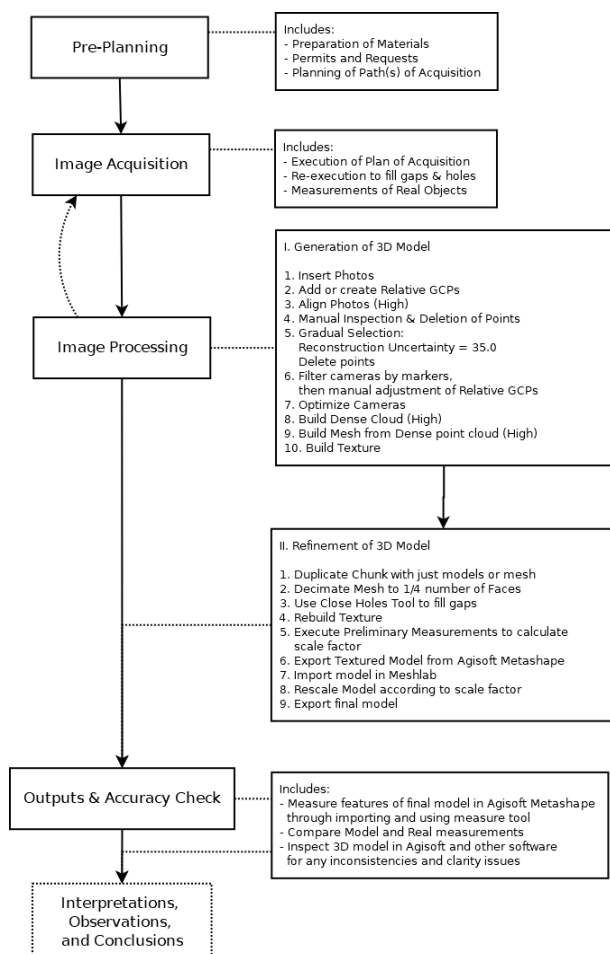 Pre-Planning
Includes:
- Preparation of Materials
- Permits and Requests
- Planning of Path(s) of Acquisition
Image Acquisition
Includes:
- Execution of Plan of Acquisition
- Re-execution to fill gaps & holes
- Measurements of Real Objects
Image Processing
I. Generation of 3D Model
1. Insert Photos
2. Add or create Relative GCPs
3. Align Photos (High)
4. Manual Inspection & Deletion of Points
5. Gradual Selection:
Reconstruction Uncertainty = 35.0
Delete points
6. Filter cameras by markers,
then manual adjustment of Relative GCPs
7. Optimize Cameras
8. Build Dense Cloud (High)
9. Build Mesh from Dense point cloud (High)
10. Build Texture
II. Refinement of 3D Model
1. Duplicate Chunk with just models or mesh
2. Decimate Mesh to 1/4 number of Faces
3. Use Close Holes Tool to fill gaps
4. Rebuild Texture
5. Execute Preliminary Measurements to calculate
scale factor
6. Export Textured Model from Agisoft Metashape
7. Import model in Meshlab
8. Rescale Model according to scale factor
9. Export final model
Outputs & Accuracy Check
Includes:
- Measure features of final model in Agisoft Metashape
through importing and using measure tool
- Compare Model and Real measurements
- Inspect 3D model in Agisoft and other software
for any inconsistencies and clarity issues
Interpretations,
Observations,
and Conclusions